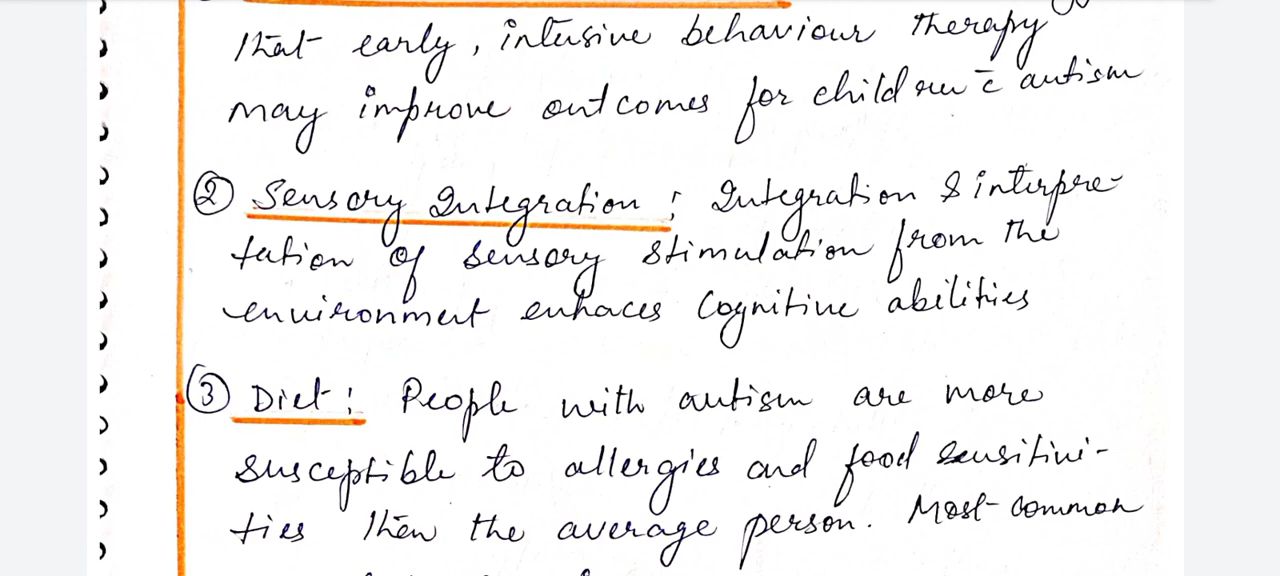 that early, intusive behaviour therapy
may improve outcomes for children c̄ autism
② Sensory Integration : Integration & interpre-
tation of sensory stimulation from the
environment enhaces Cognitive abilities
③ Diet : People with autism are more
susceptible to allergies and food sensitivi-
ties then the average person. Most common